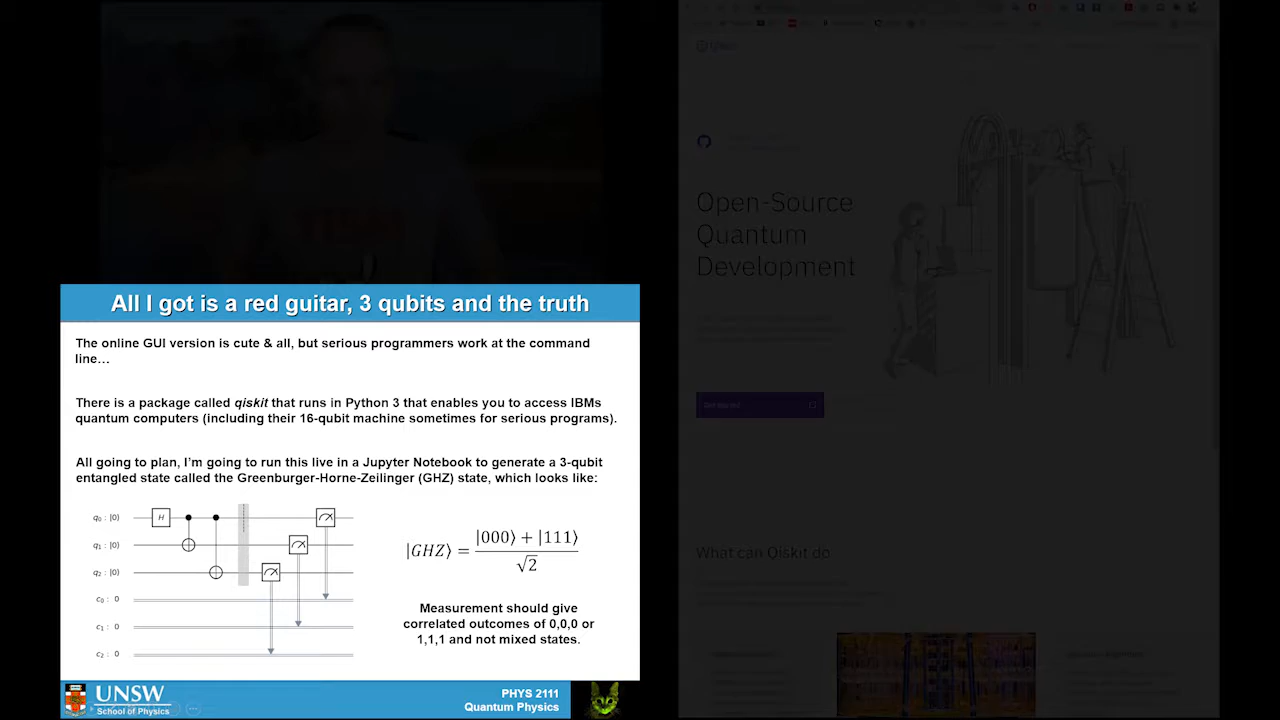 All I got is a red guitar, 3 qubits and the truth
The online GUI version is cute & all, but serious programmers work at the command
line…
There is a package called qiskit that runs in Python 3 that enables you to access IBMs
quantum computers (including their 16-qubit machine sometimes for serious programs).
All going to plan, I'm going to run this live in a Jupyter Notebook to generate a 3-qubit
entangled state called the Greenburger-Horne-Zeilinger (GHZ) state, which looks like:
q₀ : |0⟩ H
q₁ : |0⟩
q₂ : |0⟩
c₀ : 0
c₁ : 0
c₂ : 0
|GHZ⟩ = (|000⟩ + |111⟩)/√2
Measurement should give
correlated outcomes of 0,0,0 or
1,1,1 and not mixed states.
UNSW
School of Physics
PHYS 2111
Quantum Physics
Open-Source
Quantum
Development
What can Qiskit do